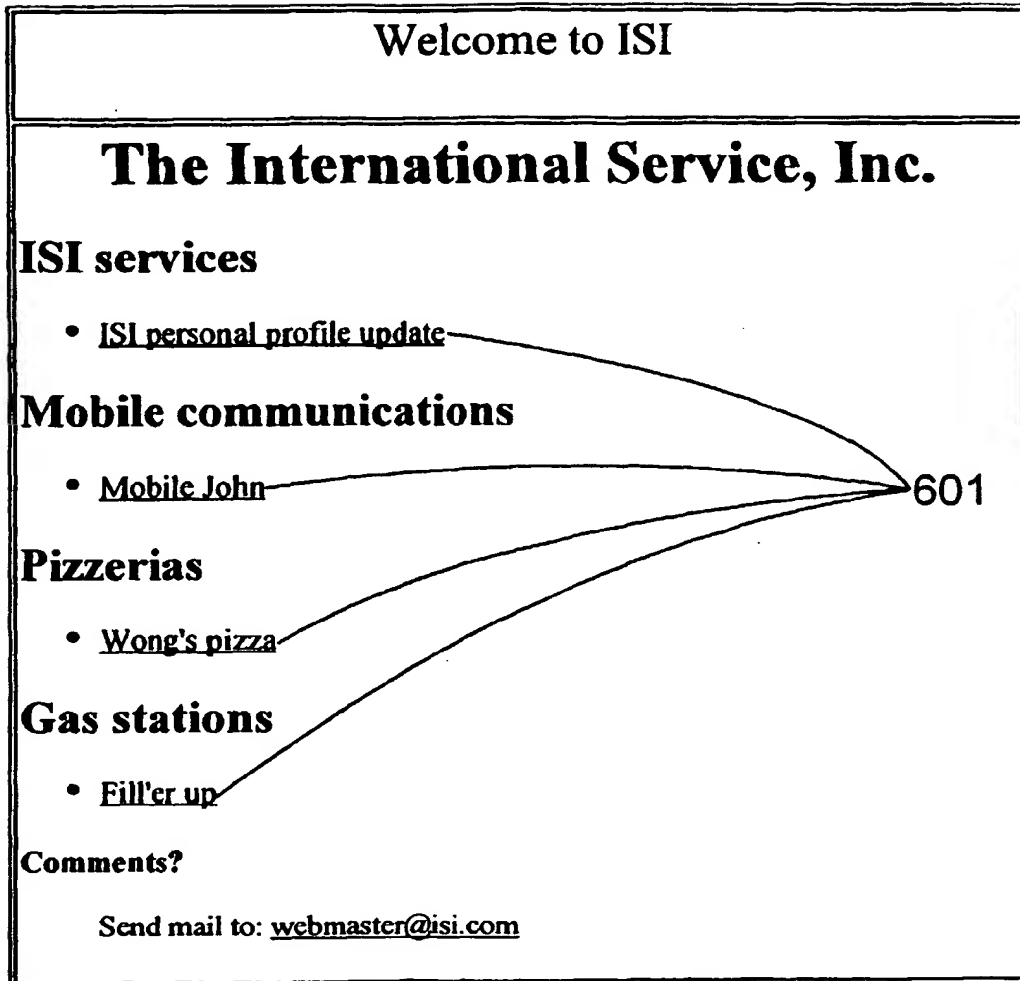 Welcome to ISI
The International Service, Inc.
ISI services
• ISI personal profile update
Mobile communications
• Mobile John
601
Pizzerias
• Wong's pizza
Gas stations
• Fill'er up
Comments?
Send mail to: webmaster@isi.com